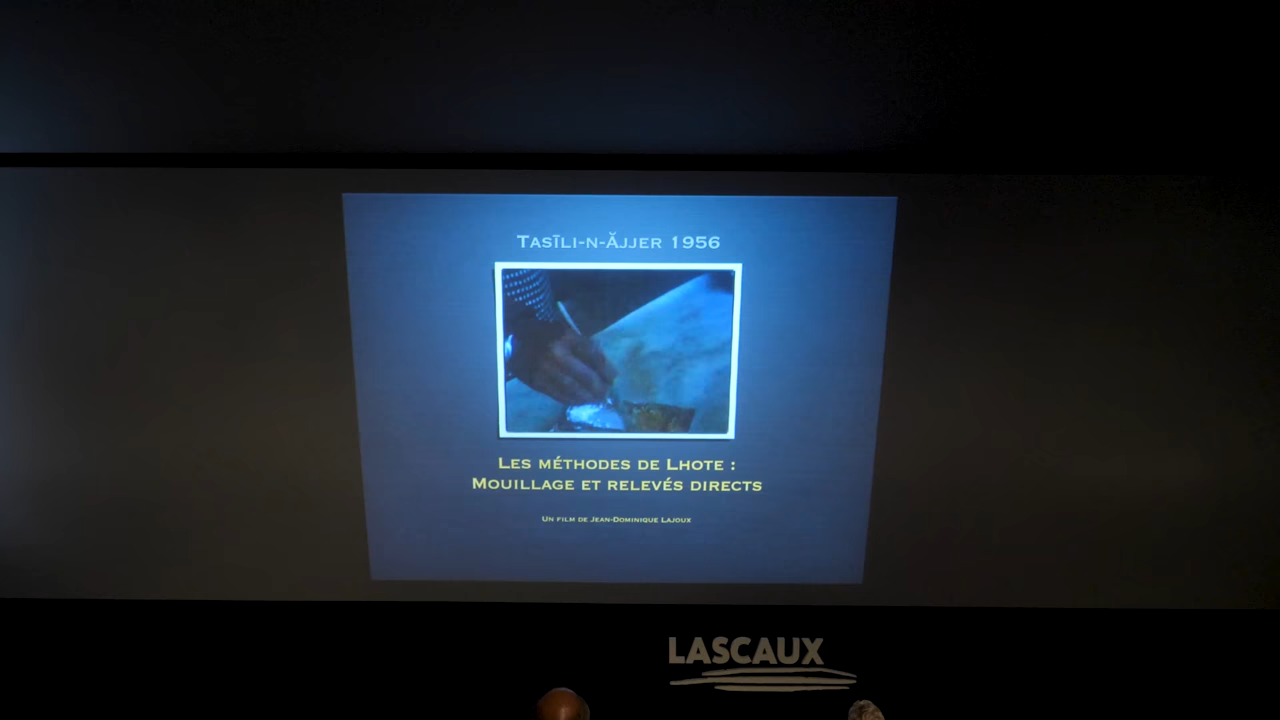 Tasīli-n-Ăjjer 1956
Les méthodes de Lhote :
Mouillage et relevés directs
Un film de Jean-Dominique Lajoux
LASCAUX